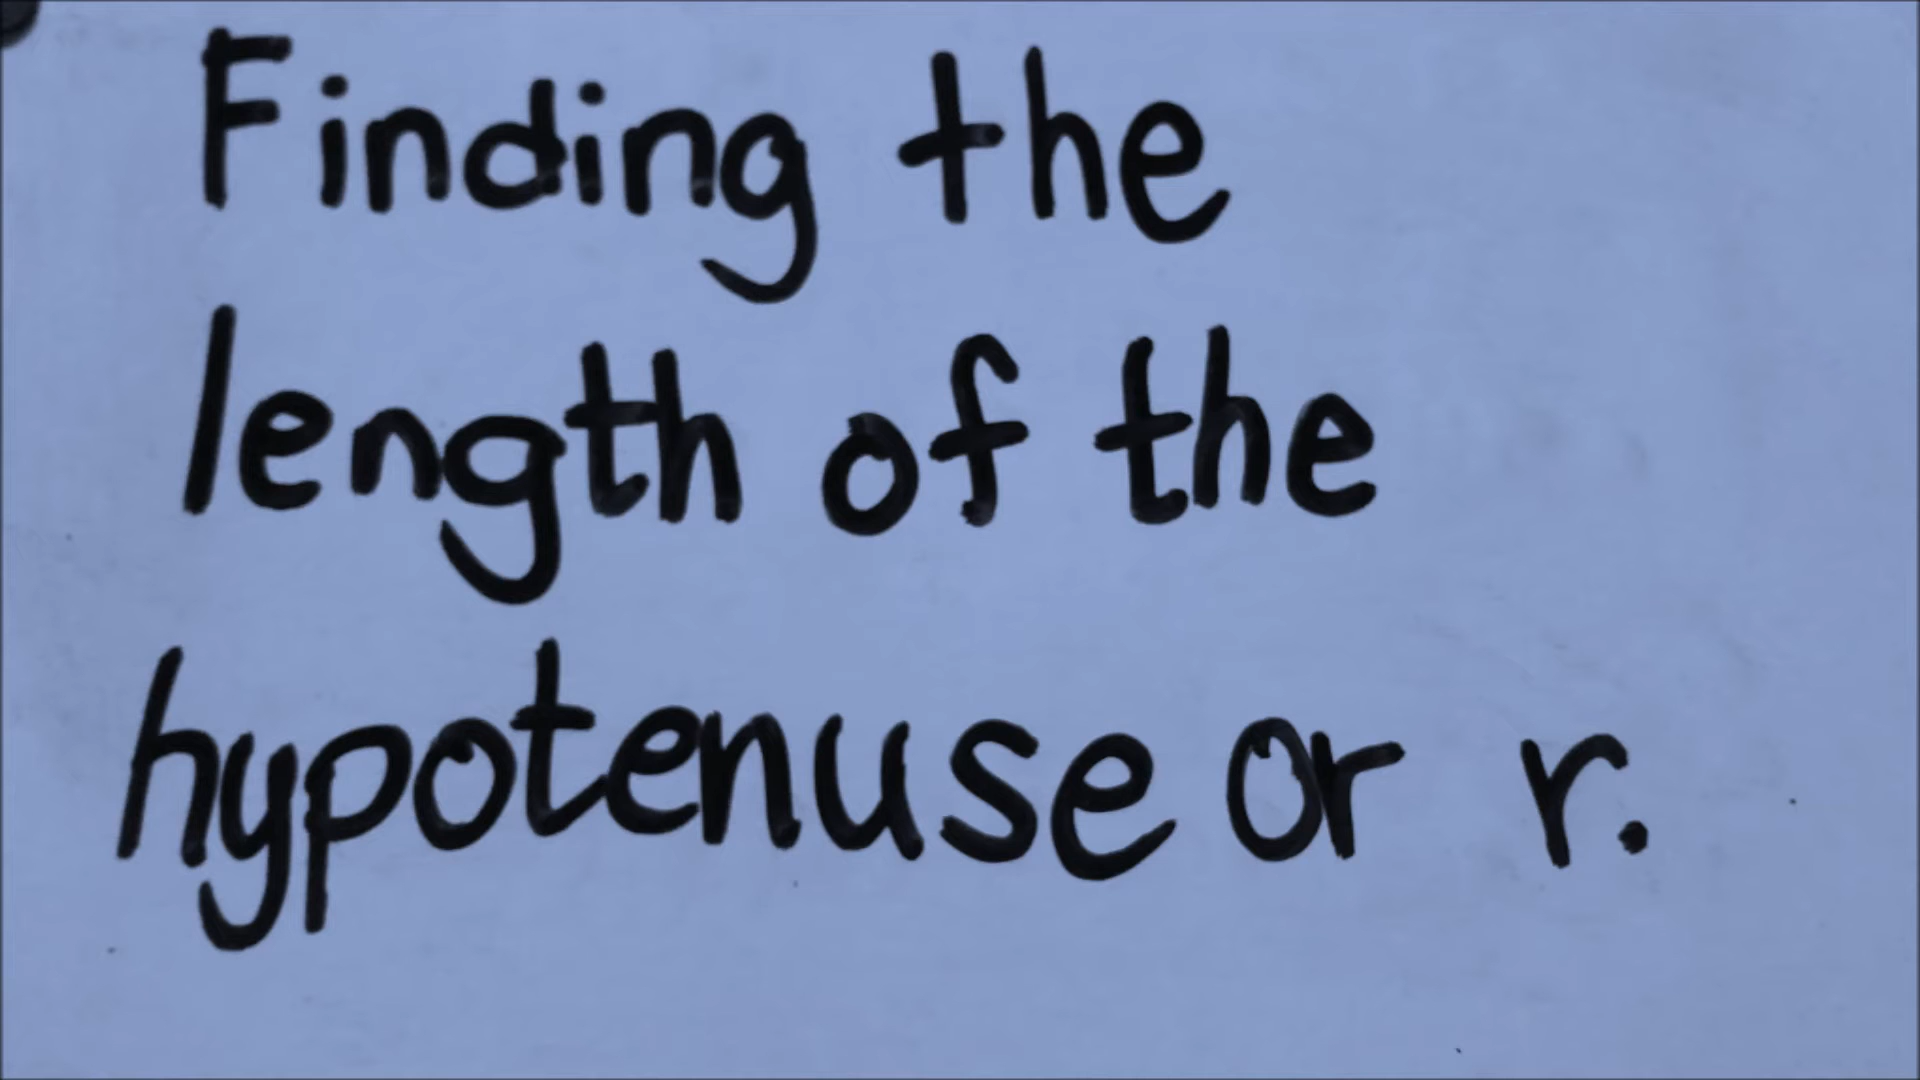 Finding the
length of the
hypotenuse or r.